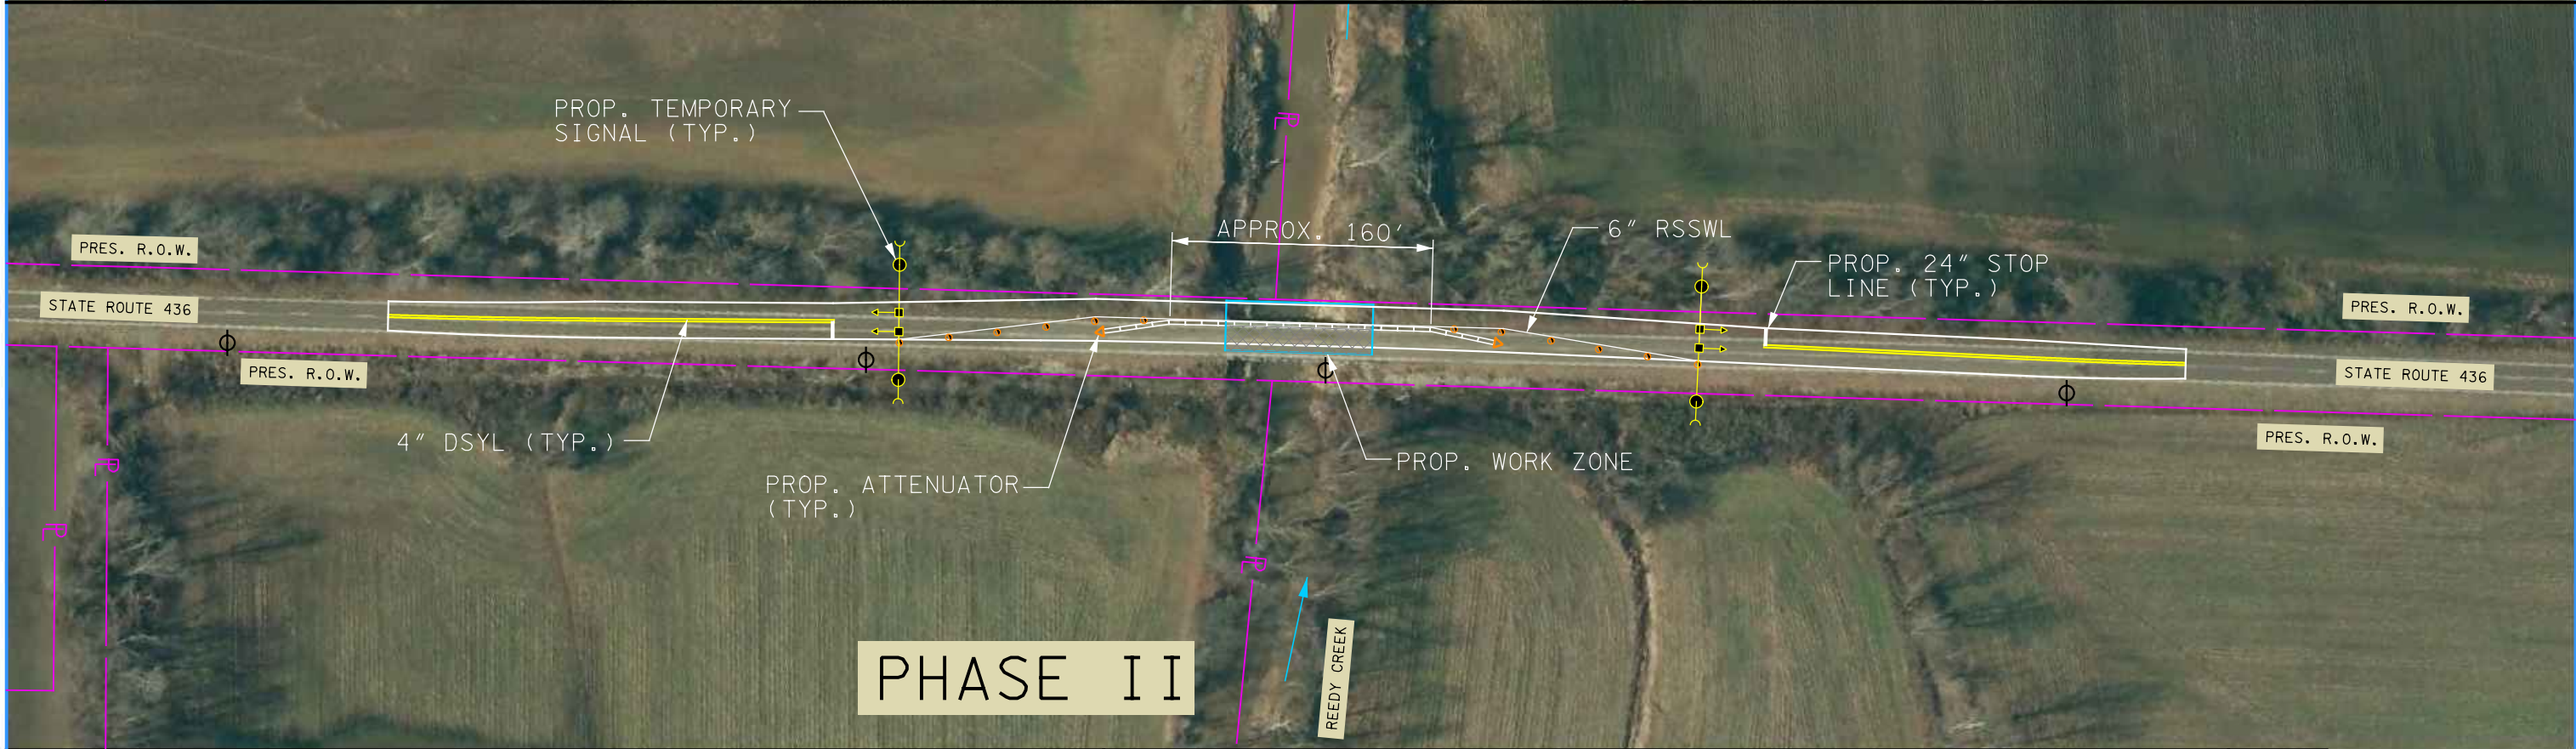 PROP. TEMPORARY
SIGNAL (TYP.)
APPROX. 160'
6" RSSWL
PROP. 24" STOP
LINE (TYP.)
PRES. R.O.W.
STATE ROUTE 436
PRES. R.O.W.
PRES. R.O.W.
STATE ROUTE 436
PRES. R.O.W.
4" DSYL (TYP.)
PROP. ATTENUATOR
(TYP.)
PROP. WORK ZONE
PHASE II
REEDY CREEK